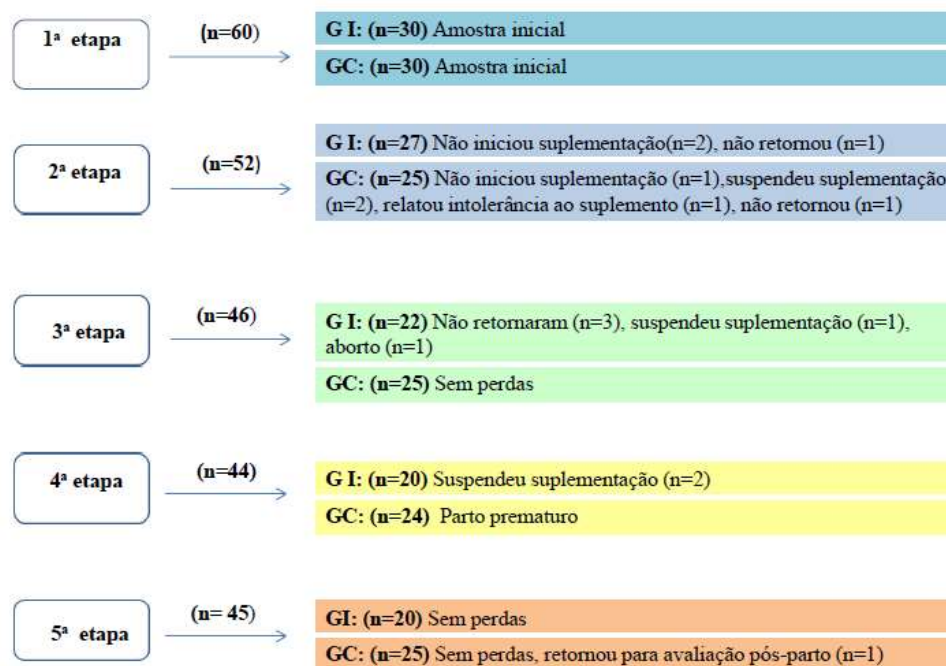 1ª etapa
(n=60)
G I: (n=30) Amostra inicial
GC: (n=30) Amostra inicial
2ª etapa
(n=52)
G I: (n=27) Não iniciou suplementação(n=2), não retornou (n=1)
GC: (n=25) Não iniciou suplementação (n=1),suspendeu suplementação
(n=2), relatou intolerância ao suplemento (n=1), não retornou (n=1)
3ª etapa
(n=46)
G I: (n=22) Não retornaram (n=3), suspendeu suplementação (n=1),
aborto (n=1)
GC: (n=25) Sem perdas
4ª etapa
(n=44)
G I: (n=20) Suspendeu suplementação (n=2)
GC: (n=24) Parto prematuro
5ª etapa
(n= 45)
GI: (n=20) Sem perdas
GC: (n=25) Sem perdas, retornou para avaliação pós-parto (n=1)